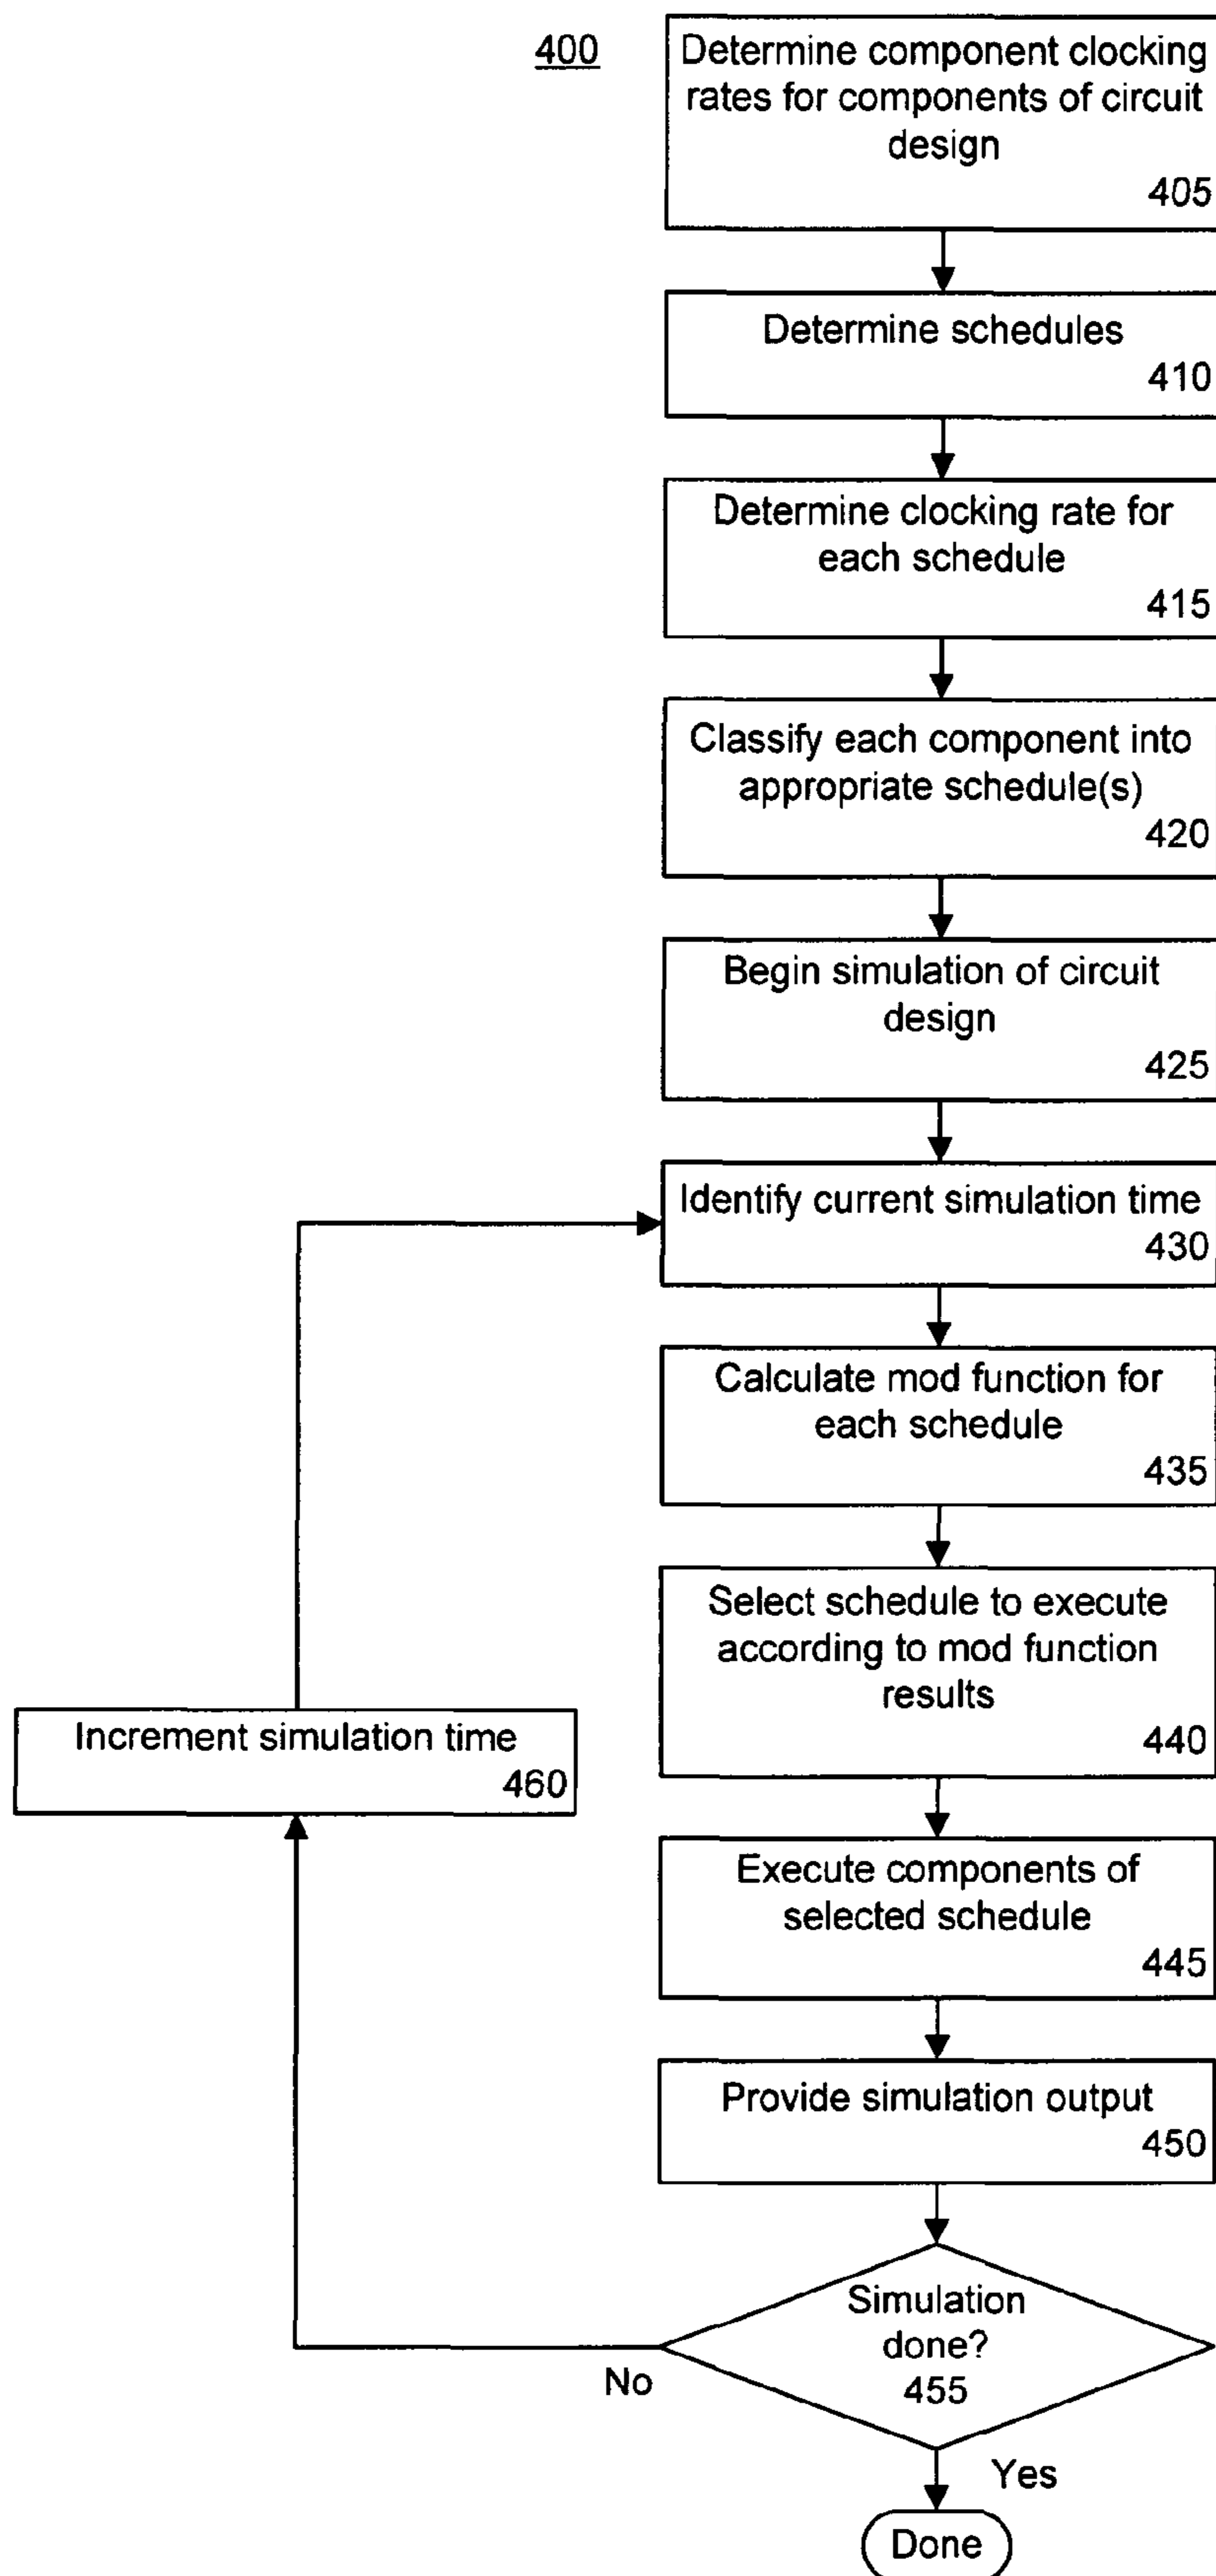 400
Determine component clocking
rates for components of circuit
design
405
Determine schedules
410
Determine clocking rate for
each schedule
415
Classify each component into
appropriate schedule(s)
420
Begin simulation of circuit
design
425
Identify current simulation time
430
Calculate mod function for
each schedule
435
Select schedule to execute
according to mod function
results
440
Increment simulation time
460
Execute components of
selected schedule
445
Provide simulation output
450
Simulation
done?
455
No
Yes
Done